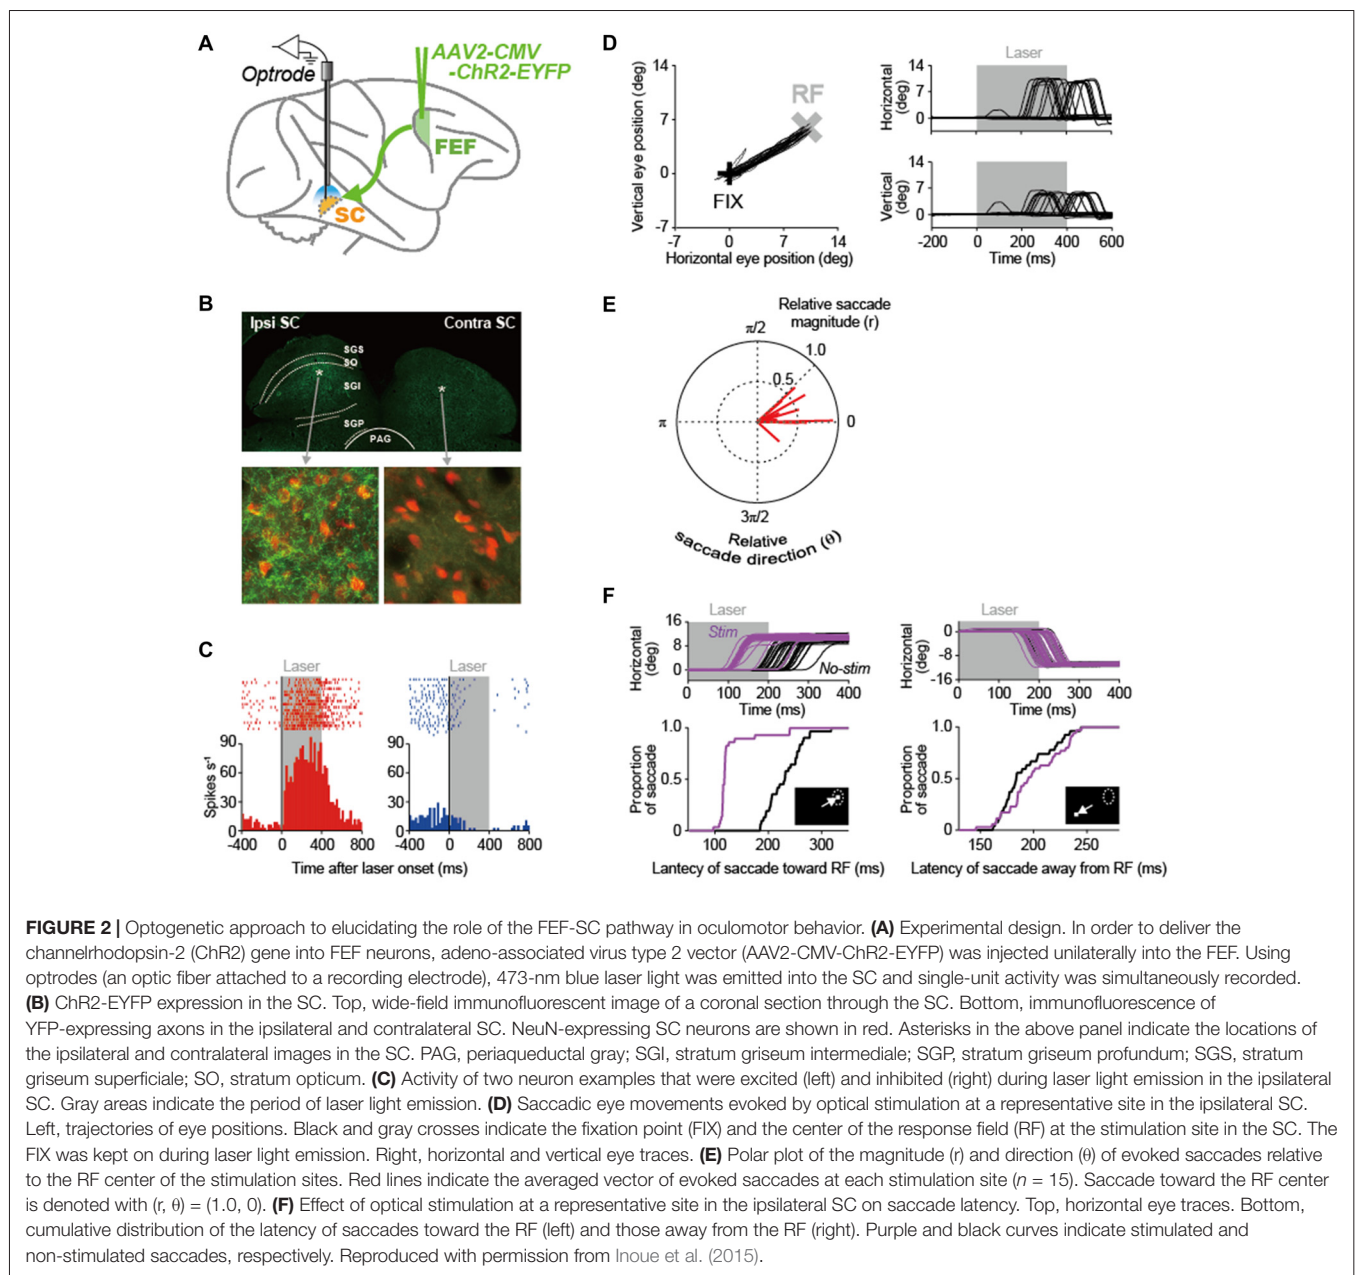 A
Optrode
AAV2-CMV
-ChR2-EYFP
FEF
SC
B
Ipsi SC
Contra SC
SGS
SO
*
SGI
*
SGP
PAG
C
Laser
Laser
90
60
30
0
Spikes s-1
-400 0 400 800
90
60
30
0
-400 0 400 800
Time after laser onset (ms)
D
14
7
0
-7
Vertical eye position (deg)
RF
FIX
-7 0 7 14
Horizontal eye position (deg)
Laser
Horizontal
(deg)
14
7
0
Vertical
(deg)
14
7
0
-200 0 200 400 600
Time (ms)
E
Relative saccade
magnitude (r)
π/2
1.0
0.5
π
0
3π/2
Relative
saccade direction (θ)
F
Laser
Horizontal
(deg)
16
8
0
Stim
No-stim
0 100 200 300 400
Time (ms)
Laser
Horizontal
(deg)
0
-8
-16
0 100 200 300 400
Time (ms)
Proportion
of saccade
1.0
0.5
0
50 100 200 300
Lantecy of saccade toward RF (ms)
Proportion
of saccade
1.0
0.5
0
150 200 250
Latency of saccade away from RF (ms)
FIGURE 2 | Optogenetic approach to elucidating the role of the FEF-SC pathway in oculomotor behavior. (A) Experimental design. In order to deliver the
channelrhodopsin-2 (ChR2) gene into FEF neurons, adeno-associated virus type 2 vector (AAV2-CMV-ChR2-EYFP) was injected unilaterally into the FEF. Using
optrodes (an optic fiber attached to a recording electrode), 473-nm blue laser light was emitted into the SC and single-unit activity was simultaneously recorded.
(B) ChR2-EYFP expression in the SC. Top, wide-field immunofluorescent image of a coronal section through the SC. Bottom, immunofluorescence of
YFP-expressing axons in the ipsilateral and contralateral SC. NeuN-expressing SC neurons are shown in red. Asterisks in the above panel indicate the locations of
the ipsilateral and contralateral images in the SC. PAG, periaqueductal gray; SGI, stratum griseum intermediale; SGP, stratum griseum profundum; SGS, stratum
griseum superficiale; SO, stratum opticum. (C) Activity of two neuron examples that were excited (left) and inhibited (right) during laser light emission in the ipsilateral
SC. Gray areas indicate the period of laser light emission. (D) Saccadic eye movements evoked by optical stimulation at a representative site in the ipsilateral SC.
Left, trajectories of eye positions. Black and gray crosses indicate the fixation point (FIX) and the center of the response field (RF) at the stimulation site in the SC. The
FIX was kept on during laser light emission. Right, horizontal and vertical eye traces. (E) Polar plot of the magnitude (r) and direction (θ) of evoked saccades relative
to the RF center of the stimulation sites. Red lines indicate the averaged vector of evoked saccades at each stimulation site (n = 15). Saccade toward the RF center
is denoted with (r, θ) = (1.0, 0). (F) Effect of optical stimulation at a representative site in the ipsilateral SC on saccade latency. Top, horizontal eye traces. Bottom,
cumulative distribution of the latency of saccades toward the RF (left) and those away from the RF (right). Purple and black curves indicate stimulated and
non-stimulated saccades, respectively. Reproduced with permission from Inoue et al. (2015).